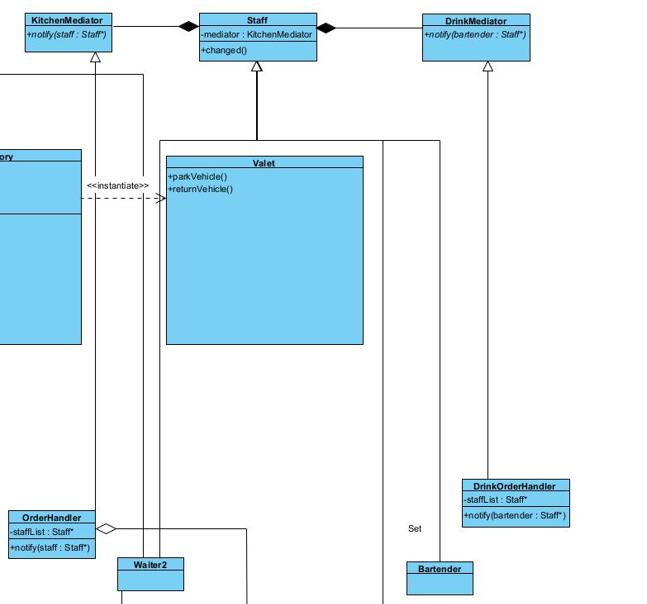 KitchenMediator
+notify(staff : Staff*)
Staff
-mediator : KitchenMediator
+changed()
DrinkMediator
+notify(bartender : Staff*)
ory
<<instantiate>>
Valet
+parkVehicle()
+returnVehicle()
OrderHandler
-staffList : Staff*
+notify(staff : Staff*)
Waiter2
Set
Bartender
DrinkOrderHandler
-staffList : Staff*
+notify(bartender : Staff*)